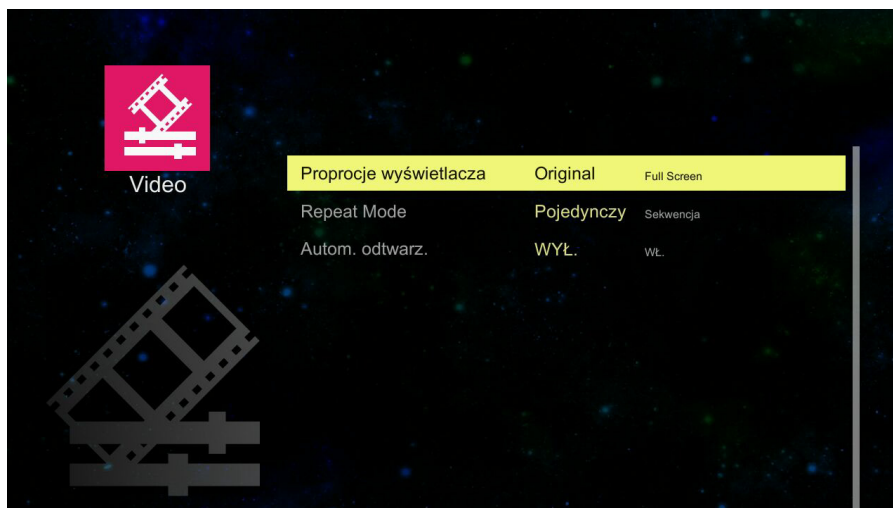 Video
Proprocje wyświetlacza Original Full Screen
Repeat Mode Pojedynczy Sekwencja
Autom. odtwarz. WYŁ. WŁ.